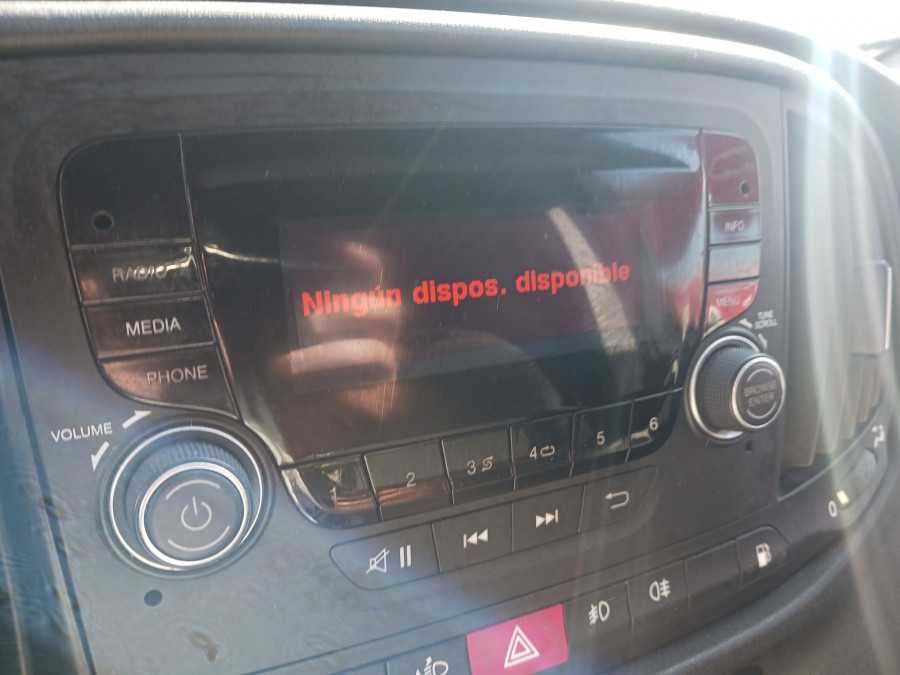 Ningún dispos. disponible
RADIO
MEDIA
PHONE
VOLUME
INFO
MENU
TUNE
SCROLL
BROWSE
ENTER
1
2
3
4
5
6
0